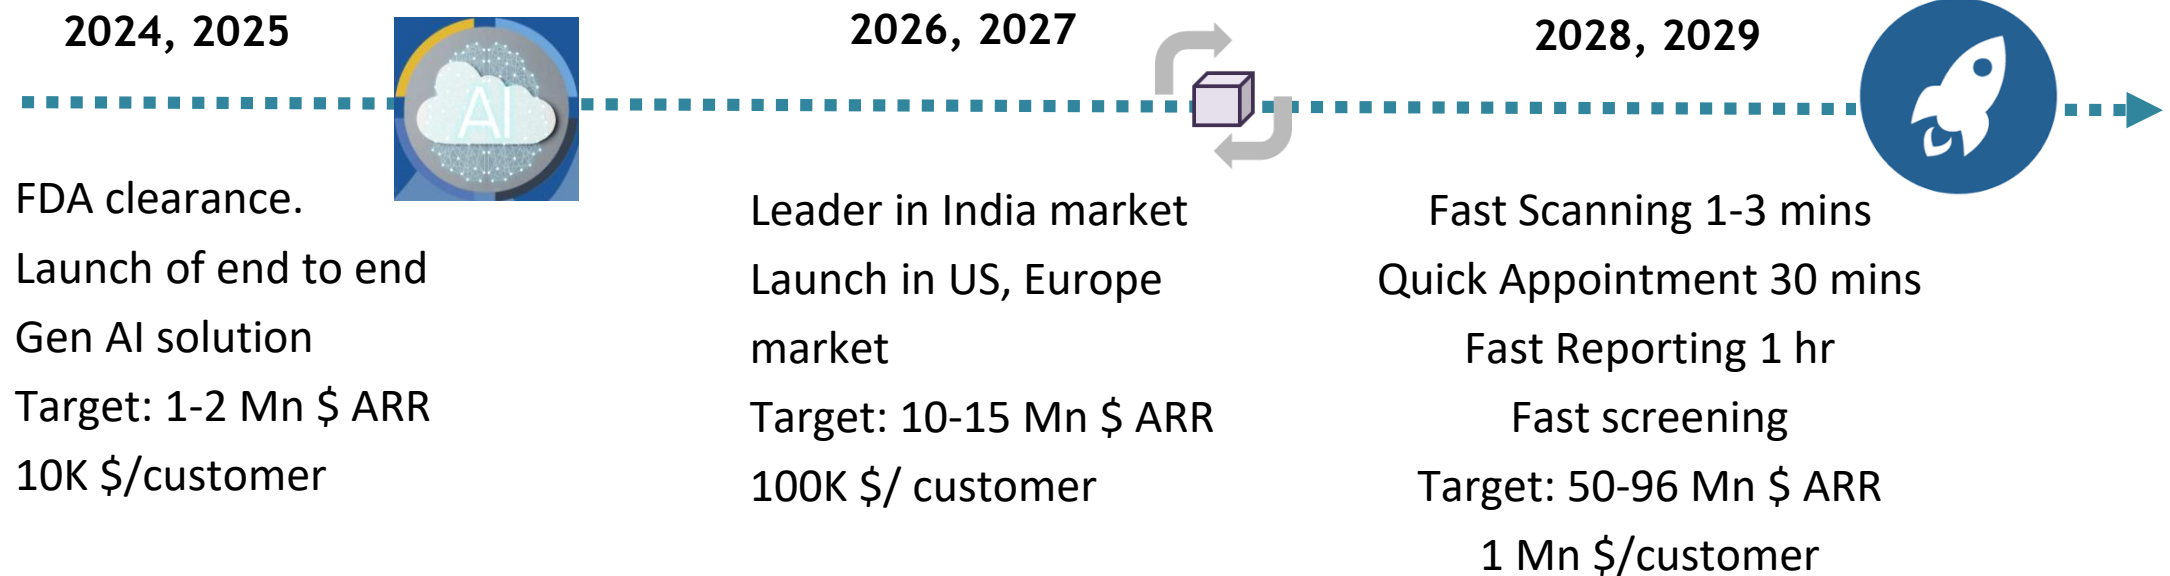 2024, 2025
AI
FDA clearance.
Launch of end to end
Gen AI solution
Target: 1-2 Mn $ ARR
10K $/customer
2026, 2027
Leader in India market
Launch in US, Europe
market
Target: 10-15 Mn $ ARR
100K $/ customer
2028, 2029
Fast Scanning 1-3 mins
Quick Appointment 30 mins
Fast Reporting 1 hr
Fast screening
Target: 50-96 Mn $ ARR
1 Mn $/customer